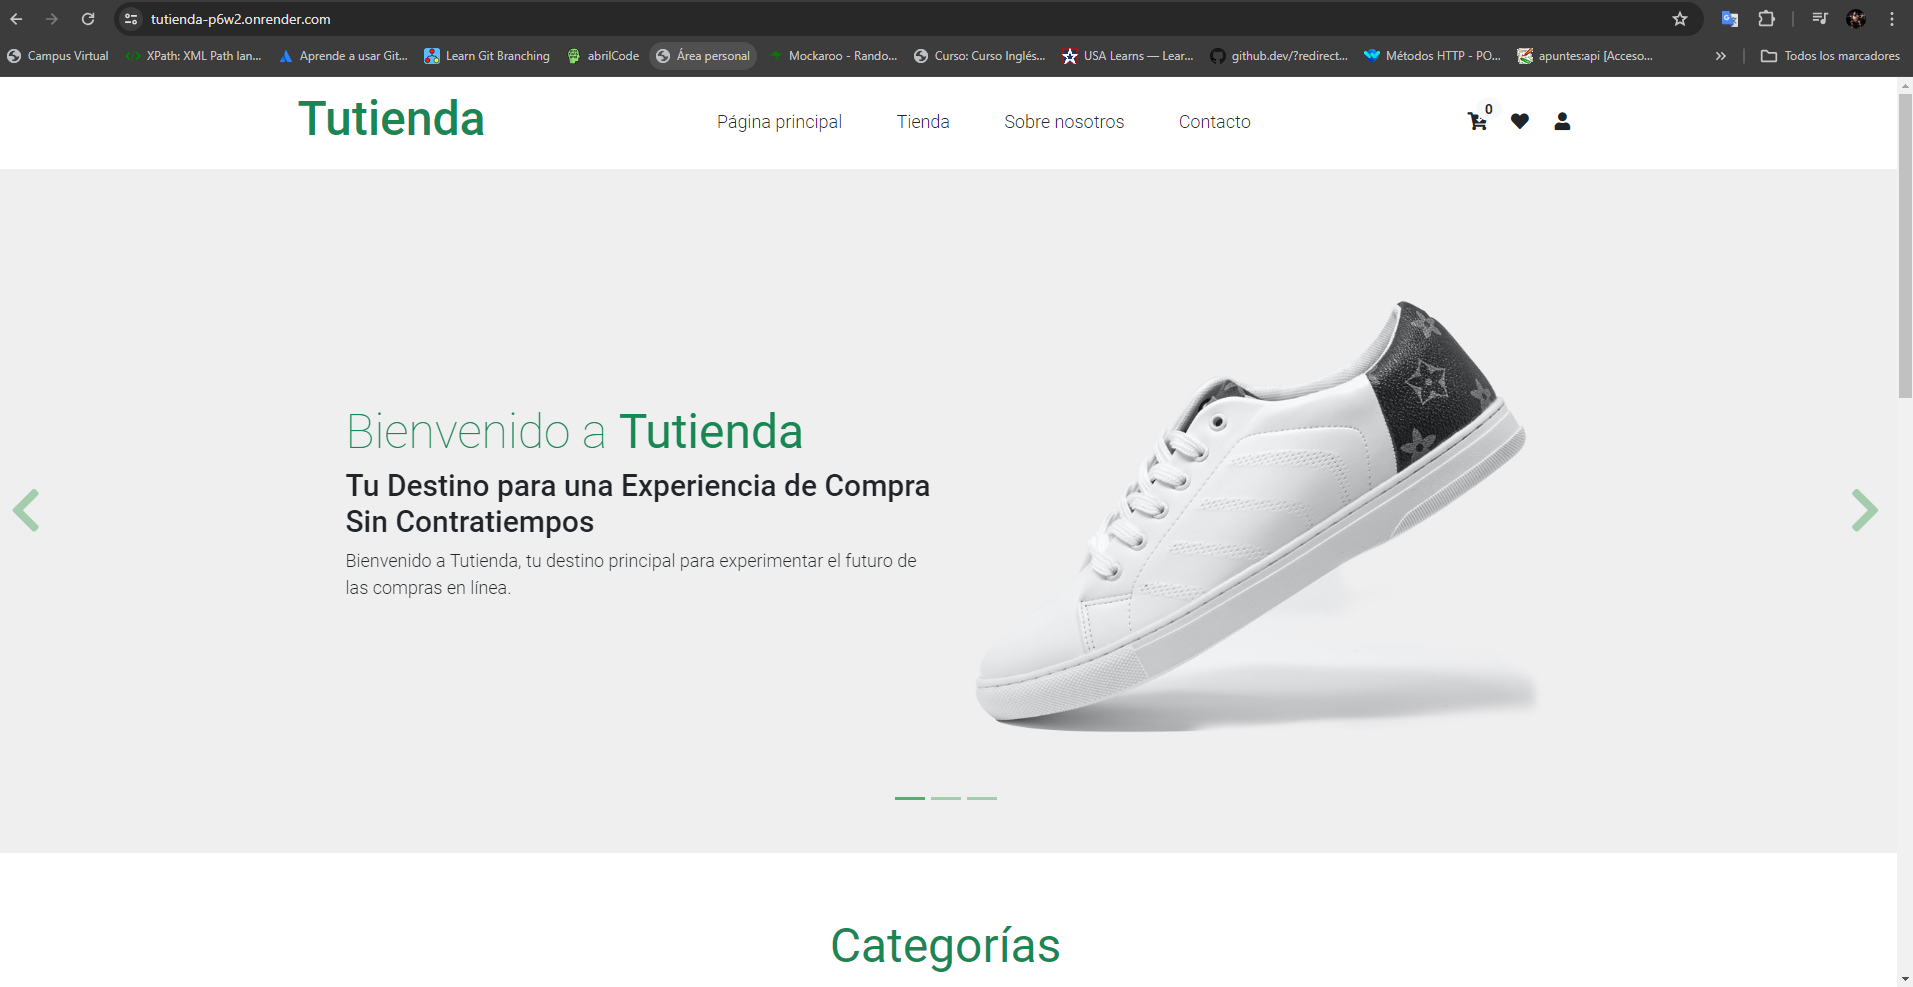 tutienda-p6w2.onrender.com
Campus Virtual
XPath: XML Path lan...
Aprende a usar Git...
Learn Git Branching
abrilCode
Área personal
Mockaroo - Rando...
Curso: Curso Inglés...
USA Learns — Lear...
github.dev/?redirect...
Métodos HTTP - PO...
apuntes:api [Acceso...
Todos los marcadores
Tutienda
Página principal
Tienda
Sobre nosotros
Contacto
0
Bienvenido a Tutienda
Tu Destino para una Experiencia de Compra
Sin Contratiempos
Bienvenido a Tutienda, tu destino principal para experimentar el futuro de
las compras en línea.
Categorías